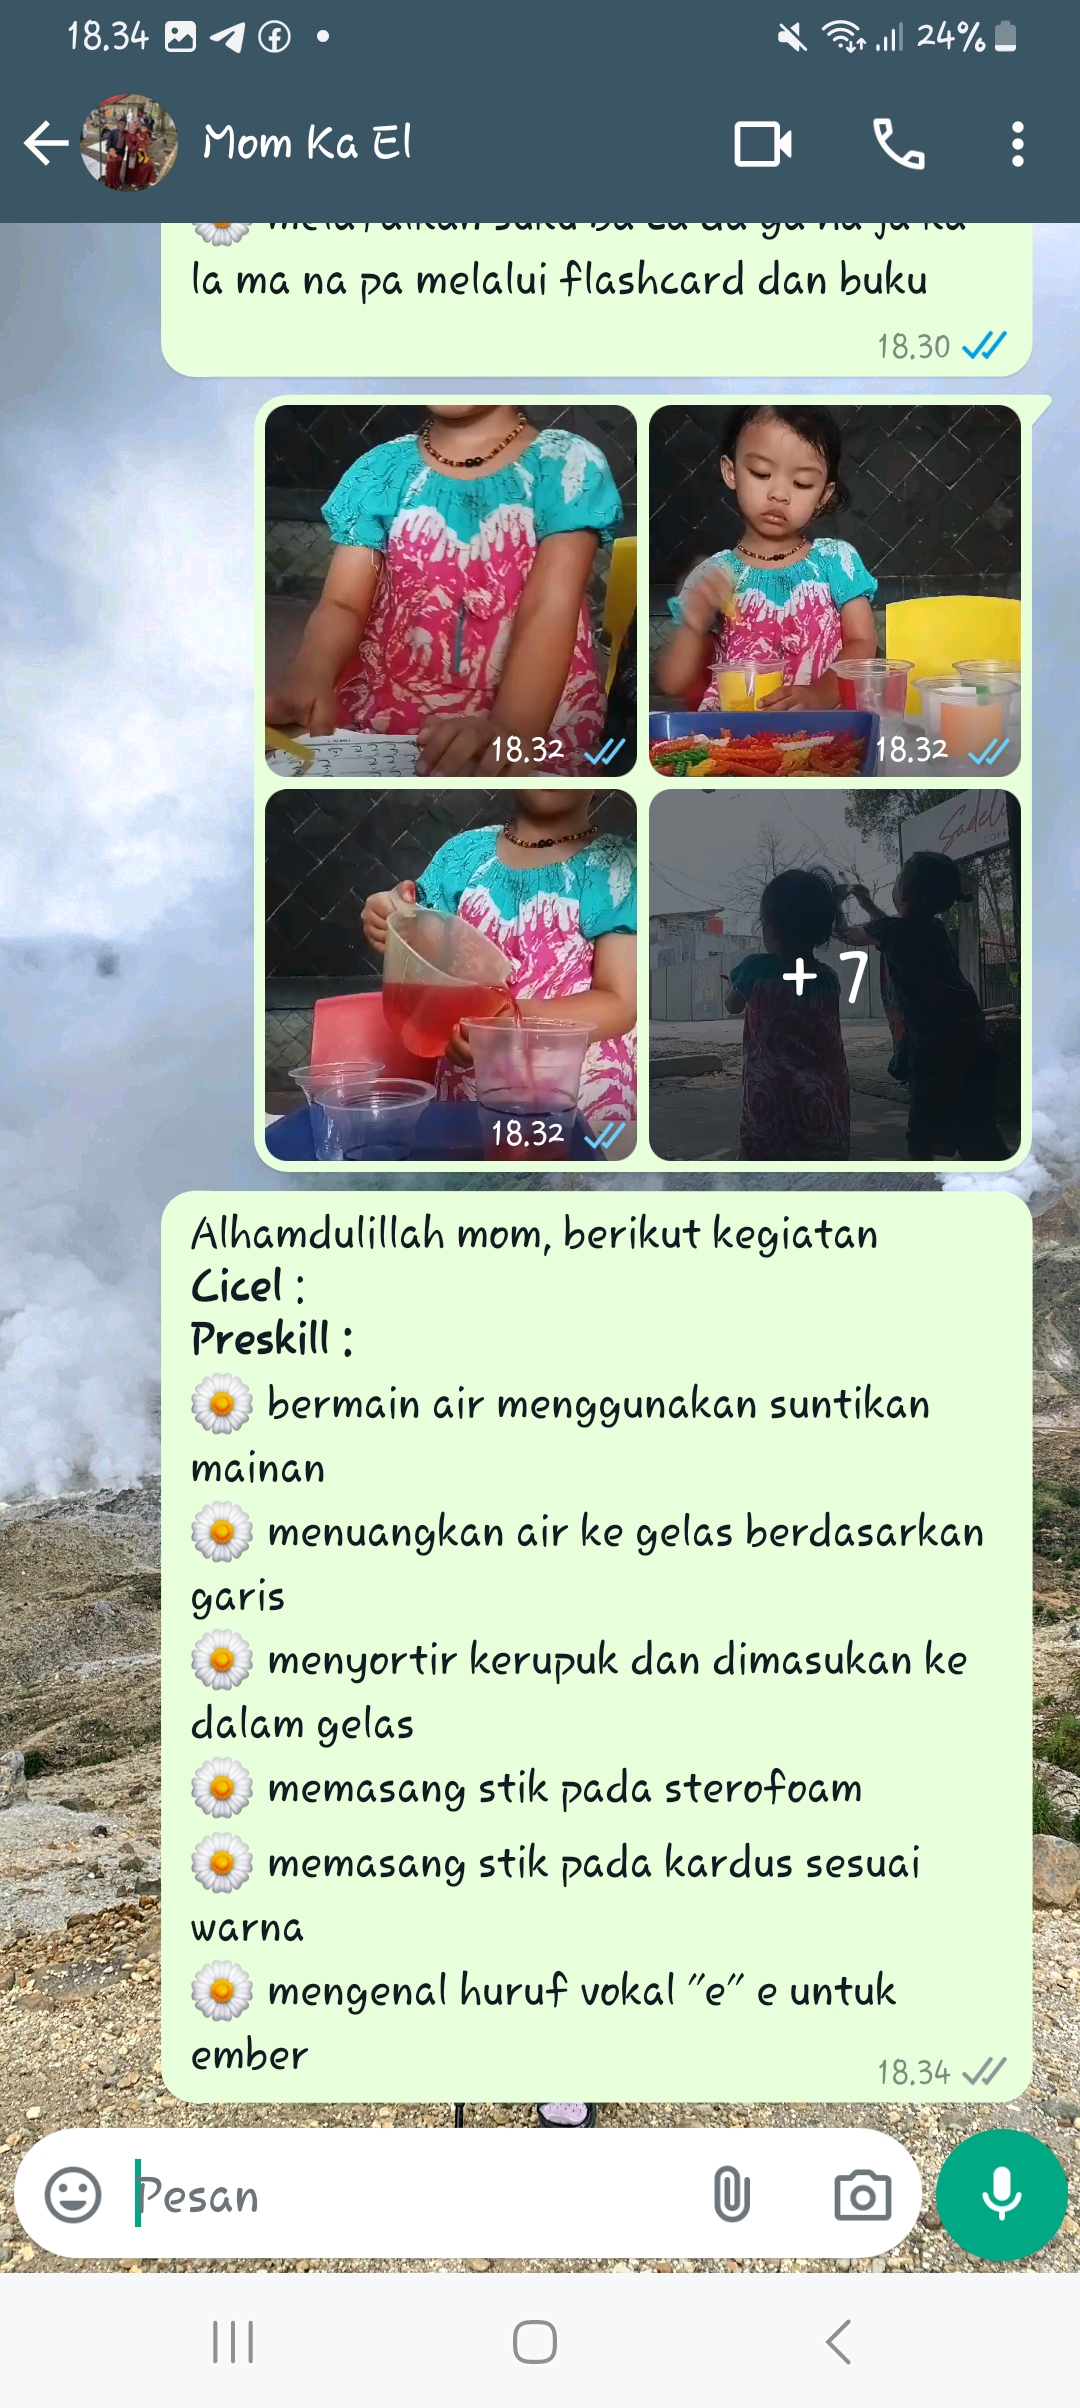 18.34
24%
Mom Ka El
la ma na pa melalui flashcard dan buku
18.30
18.32
18.32
18.32
+ 7
Alhamdulillah mom, berikut kegiatan
Cicel :
Preskill :
🌼 bermain air menggunakan suntikan
mainan
🌼 menuangkan air ke gelas berdasarkan
garis
🌼 menyortir kerupuk dan dimasukan ke
dalam gelas
🌼 memasang stik pada sterofoam
🌼 memasang stik pada kardus sesuai
warna
🌼 mengenal huruf vokal "e" e untuk
ember
18.34
Pesan